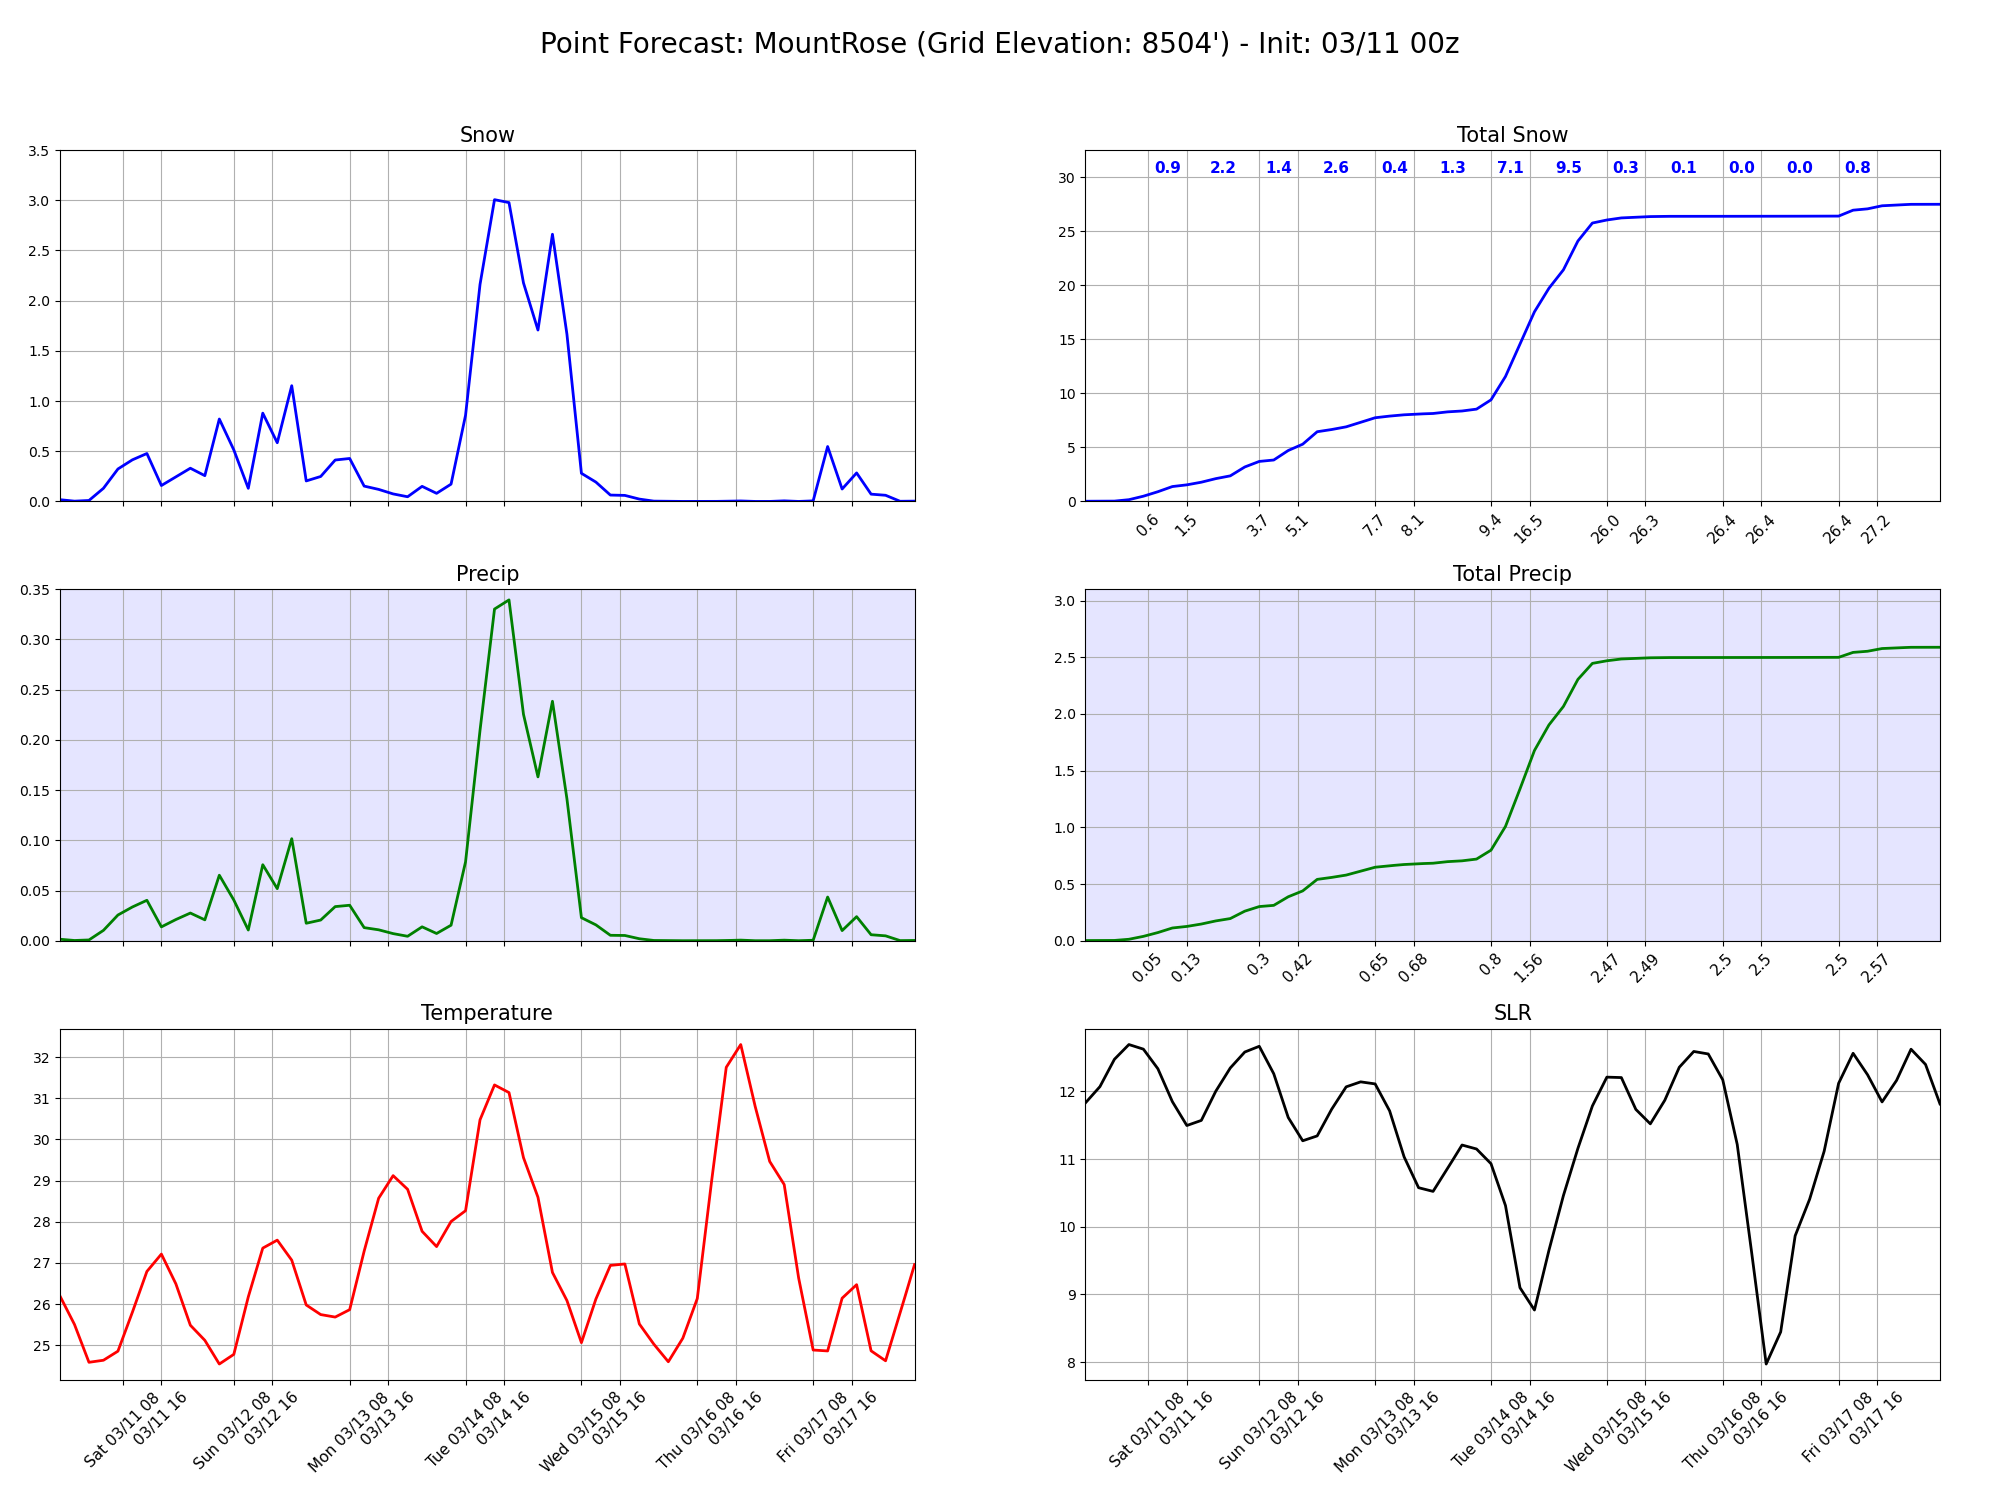 Point Forecast: MountRose (Grid Elevation: 8504') - Init: 03/11 00z
Snow
3.5
3.0
2.5
2.0
1.5
1.0
0.5
0.0
Total Snow
0.9 2.2 1.4 2.6 0.4 1.3 7.1 9.5 0.3 0.1 0.0 0.0 0.8
30
25
20
15
10
5
0
0.6 1.5 3.7 5.1 7.7 8.1 9.4 16.5 26.0 26.3 26.4 26.4 26.4 27.2
Precip
0.35
0.30
0.25
0.20
0.15
0.10
0.05
0.00
Total Precip
3.0
2.5
2.0
1.5
1.0
0.5
0.0
0.05 0.13 0.3 0.42 0.65 0.68 0.8 1.56 2.47 2.49 2.5 2.5 2.5 2.57
Temperature
32
31
30
29
28
27
26
25
Sat 03/11 08
03/11 16
Sun 03/12 08
03/12 16
Mon 03/13 08
03/13 16
Tue 03/14 08
03/14 16
Wed 03/15 08
03/15 16
Thu 03/16 08
03/16 16
Fri 03/17 08
03/17 16
SLR
12
11
10
9
8
Sat 03/11 08
03/11 16
Sun 03/12 08
03/12 16
Mon 03/13 08
03/13 16
Tue 03/14 08
03/14 16
Wed 03/15 08
03/15 16
Thu 03/16 08
03/16 16
Fri 03/17 08
03/17 16